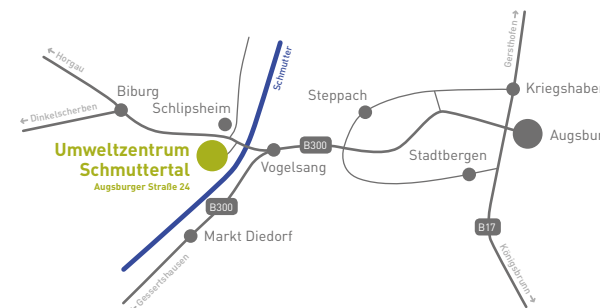 Gersthofen →
← Horgau
Schmutter
Biburg
Steppach
Kriegshaber
← Dinkelscherben
Schlipsheim
Augsbur
Umweltzentrum
Schmuttertal
Augsburger Straße 24
B300
Stadtbergen
Vogelsang
B300
B17
Markt Diedorf
← Gessertshausen
Königsbrunn →